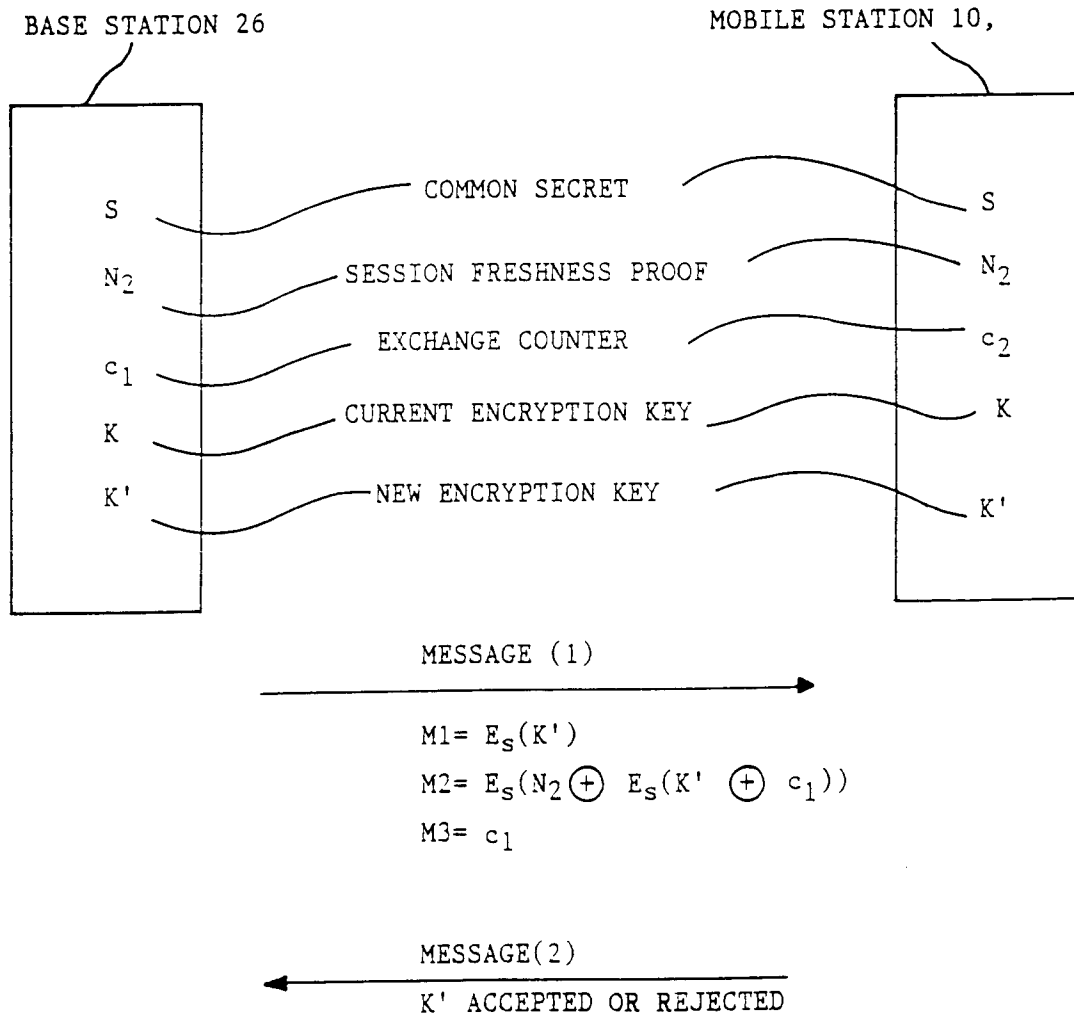 BASE STATION 26
MOBILE STATION 10,
S COMMON SECRET S
N₂ SESSION FRESHNESS PROOF N₂
c₁ EXCHANGE COUNTER c₂
K CURRENT ENCRYPTION KEY K
K' NEW ENCRYPTION KEY K'
MESSAGE (1)
M1= Eₛ(K')
M2= Eₛ(N₂ ⊕ Eₛ(K' ⊕ c₁))
M3= c₁
MESSAGE(2)
K' ACCEPTED OR REJECTED